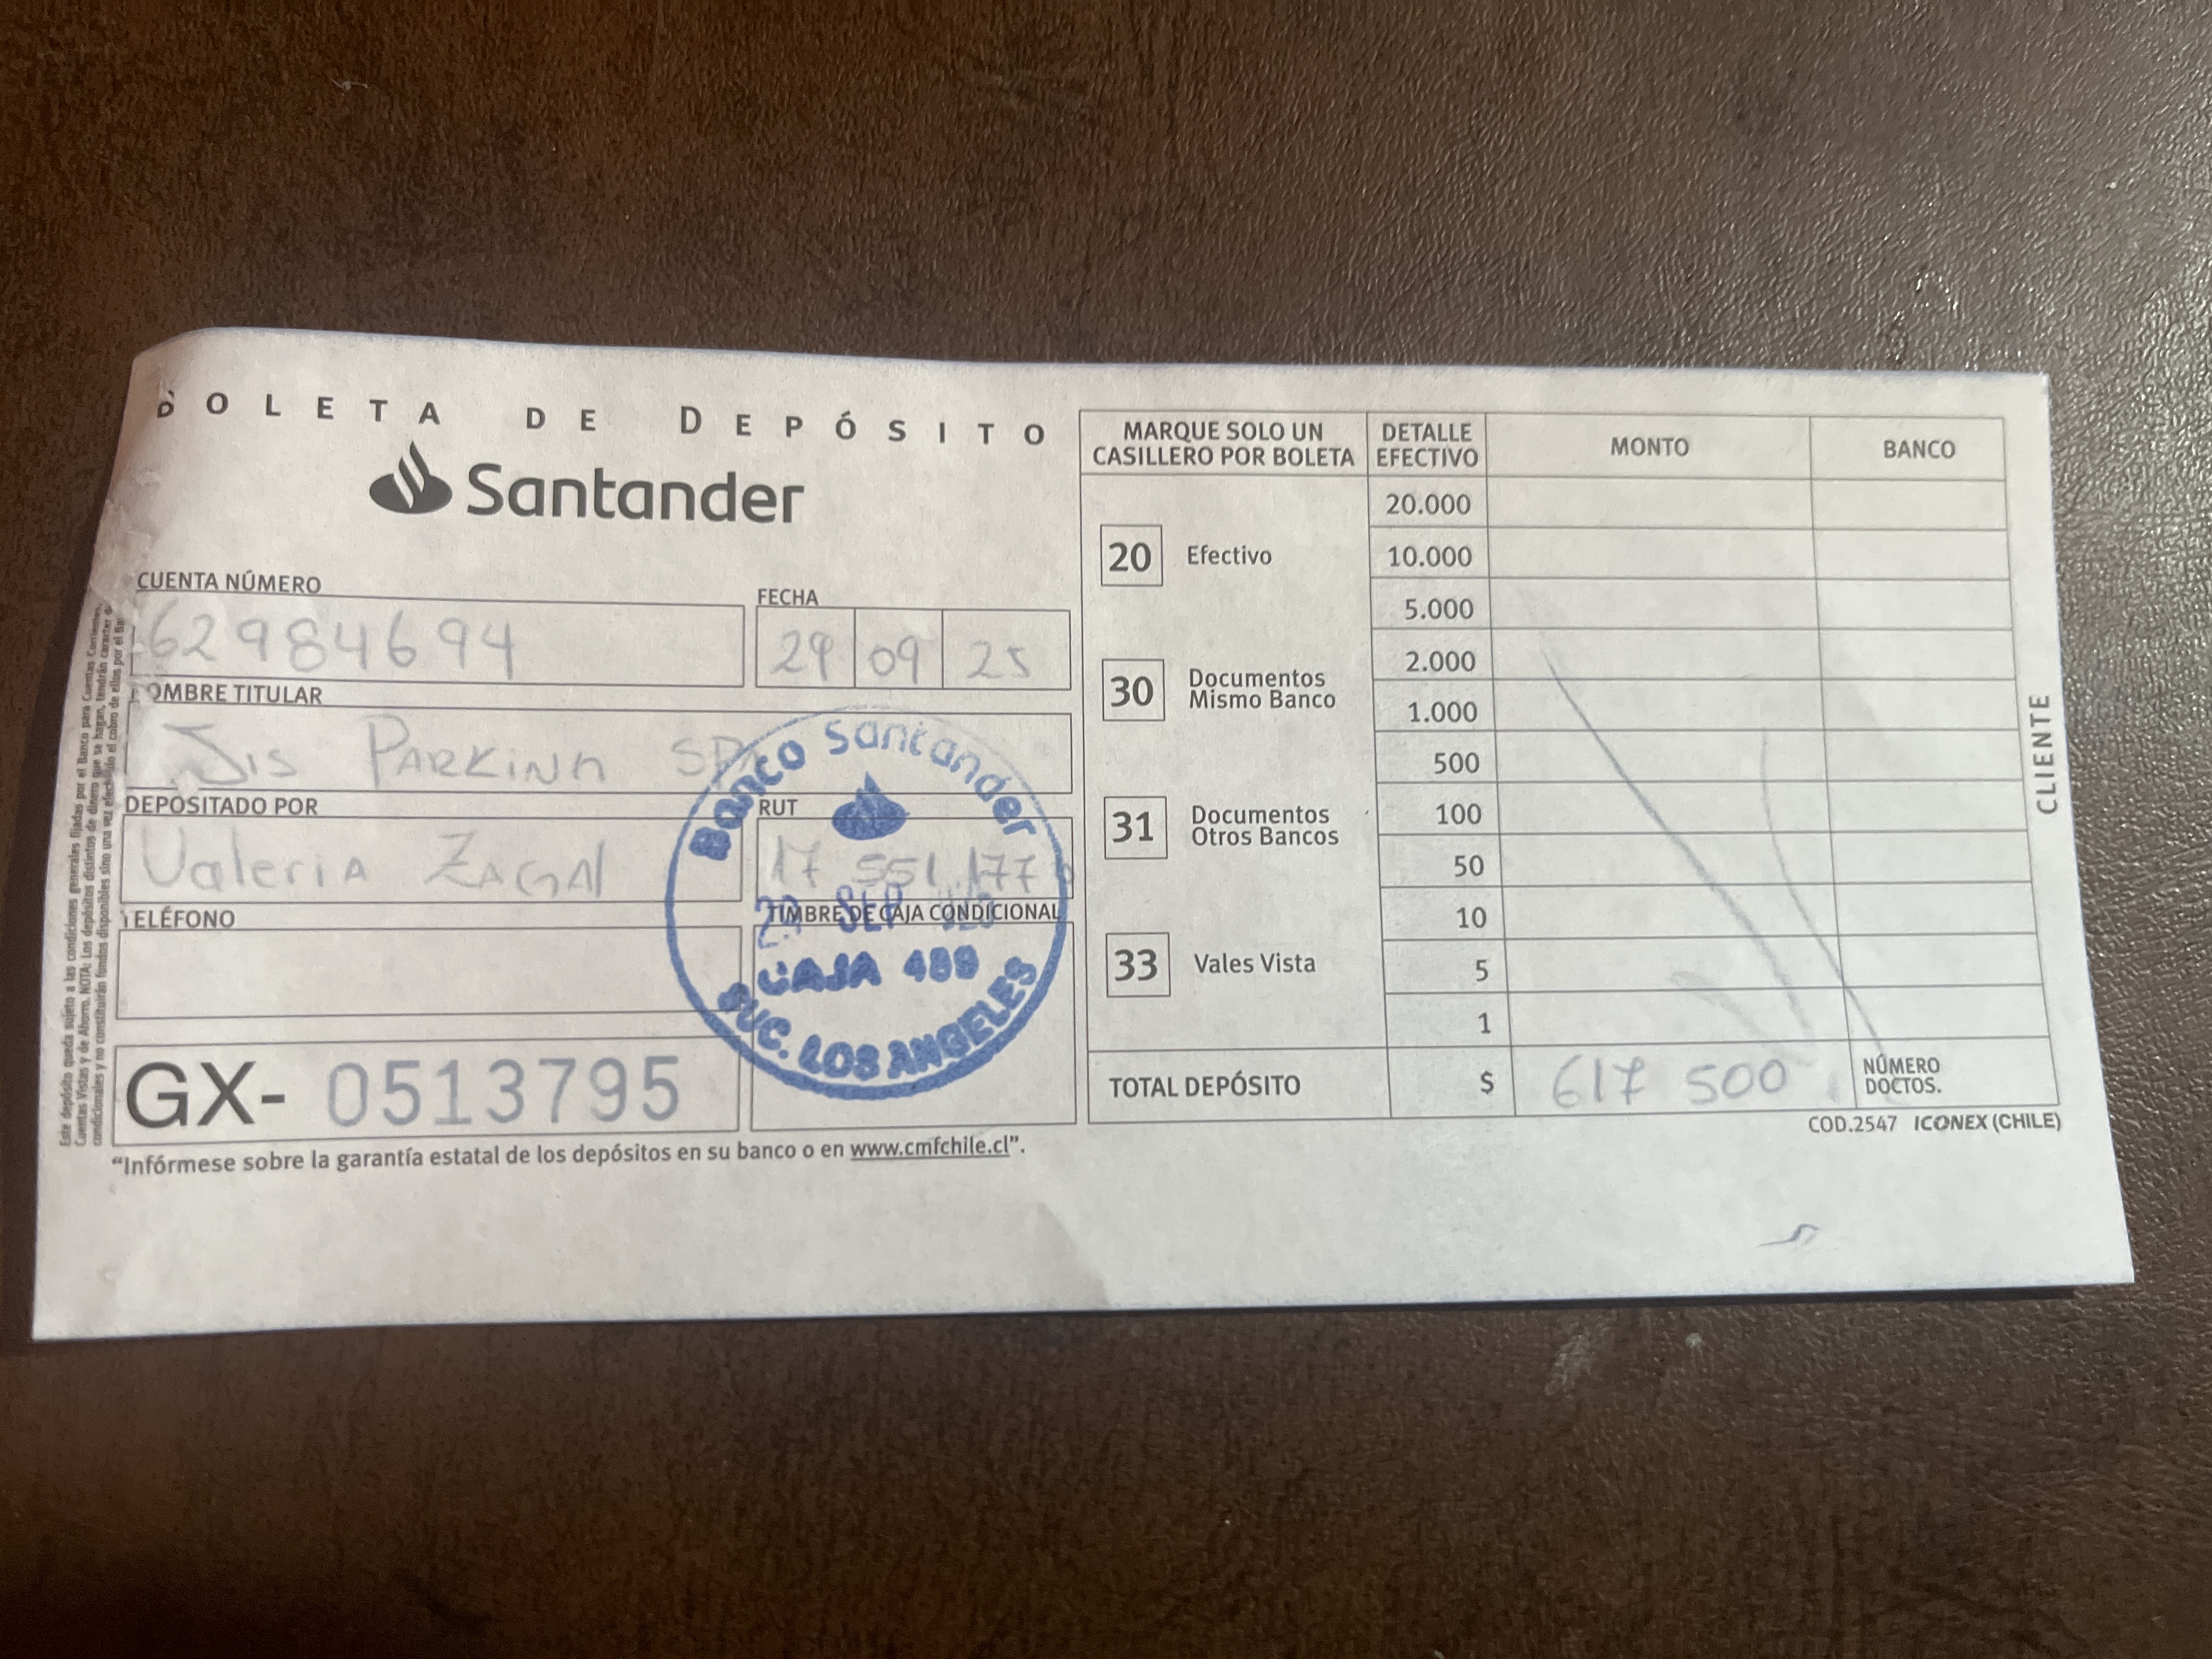 BOLETA DE DEPÓSITO
Santander
CUENTA NÚMERO
62984694
FECHA
29 09 25
NOMBRE TITULAR
Jis Parking SPA
DEPOSITADO POR
Valeria Zagal
RUT
17 551 177
TELÉFONO
TIMBRE DE CAJA CONDICIONAL
Banco Santander
29 SEP
CAJA 489
SUC. LOS ANGELES
GX- 0513795
"Infórmese sobre la garantía estatal de los depósitos en su banco o en www.cmfchile.cl".
MARQUE SOLO UN CASILLERO POR BOLETA
20 Efectivo
30 Documentos Mismo Banco
31 Documentos Otros Bancos
33 Vales Vista
DETALLE EFECTIVO
MONTO
BANCO
20.000
10.000
5.000
2.000
1.000
500
100
50
10
5
1
TOTAL DEPÓSITO $ 617 500
NÚMERO DOCTOS.
COD.2547 ICONEX (CHILE)
CLIENTE